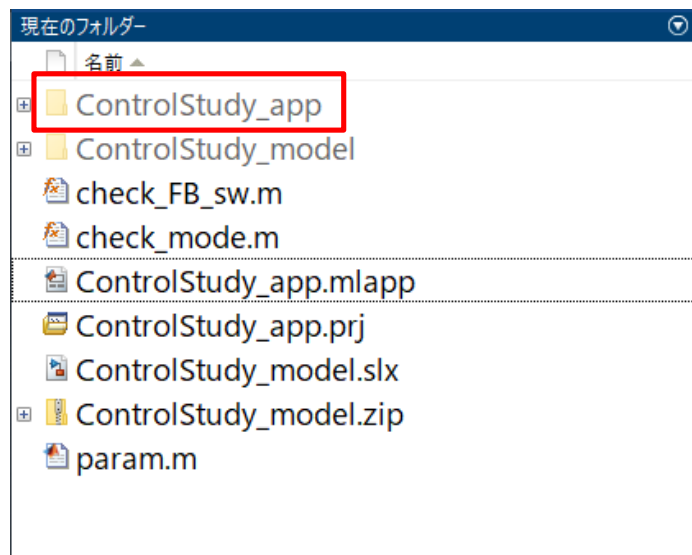 現在のフォルダー
名前
ControlStudy_app
ControlStudy_model
check_FB_sw.m
check_mode.m
ControlStudy_app.mlapp
ControlStudy_app.prj
ControlStudy_model.slx
ControlStudy_model.zip
param.m